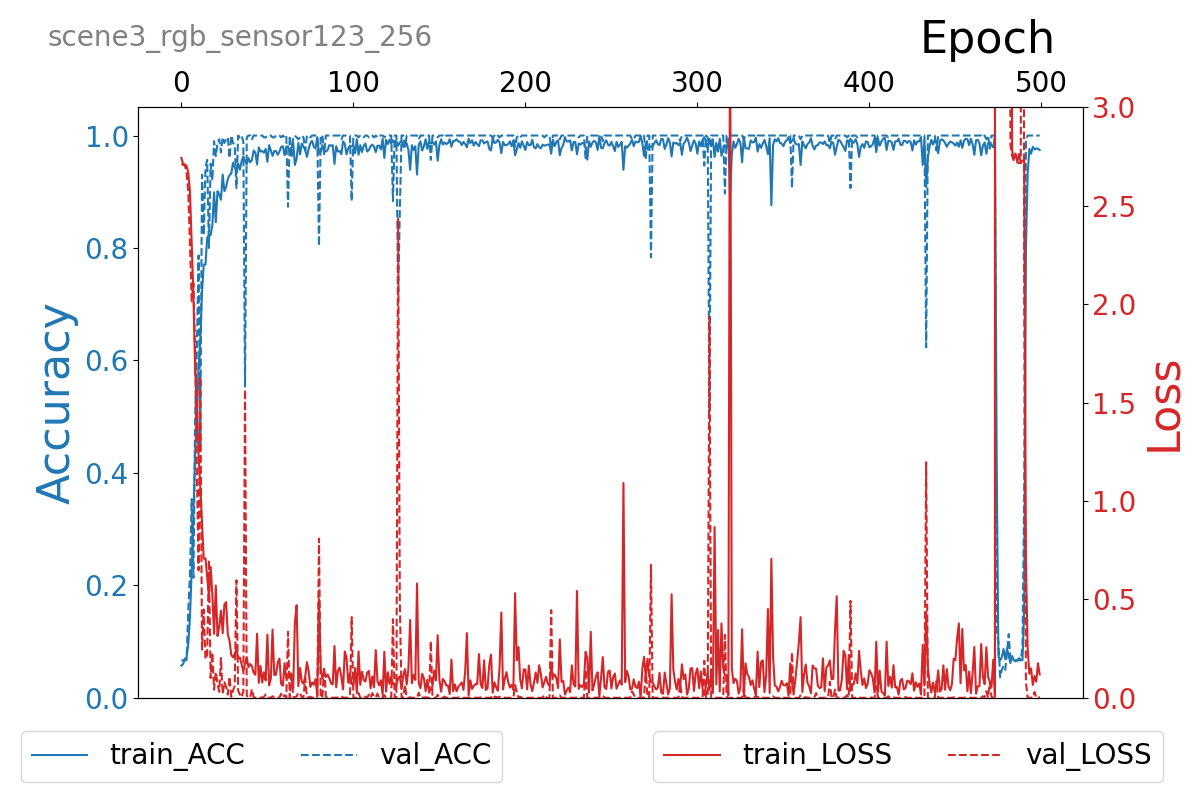 scene3_rgb_sensor123_256
Epoch
0 100 200 300 400 500
1.0
0.8
0.6
0.4
0.2
0.0
Accuracy
3.0
2.5
2.0
1.5
1.0
0.5
0.0
Loss
train_ACC val_ACC
train_LOSS val_LOSS